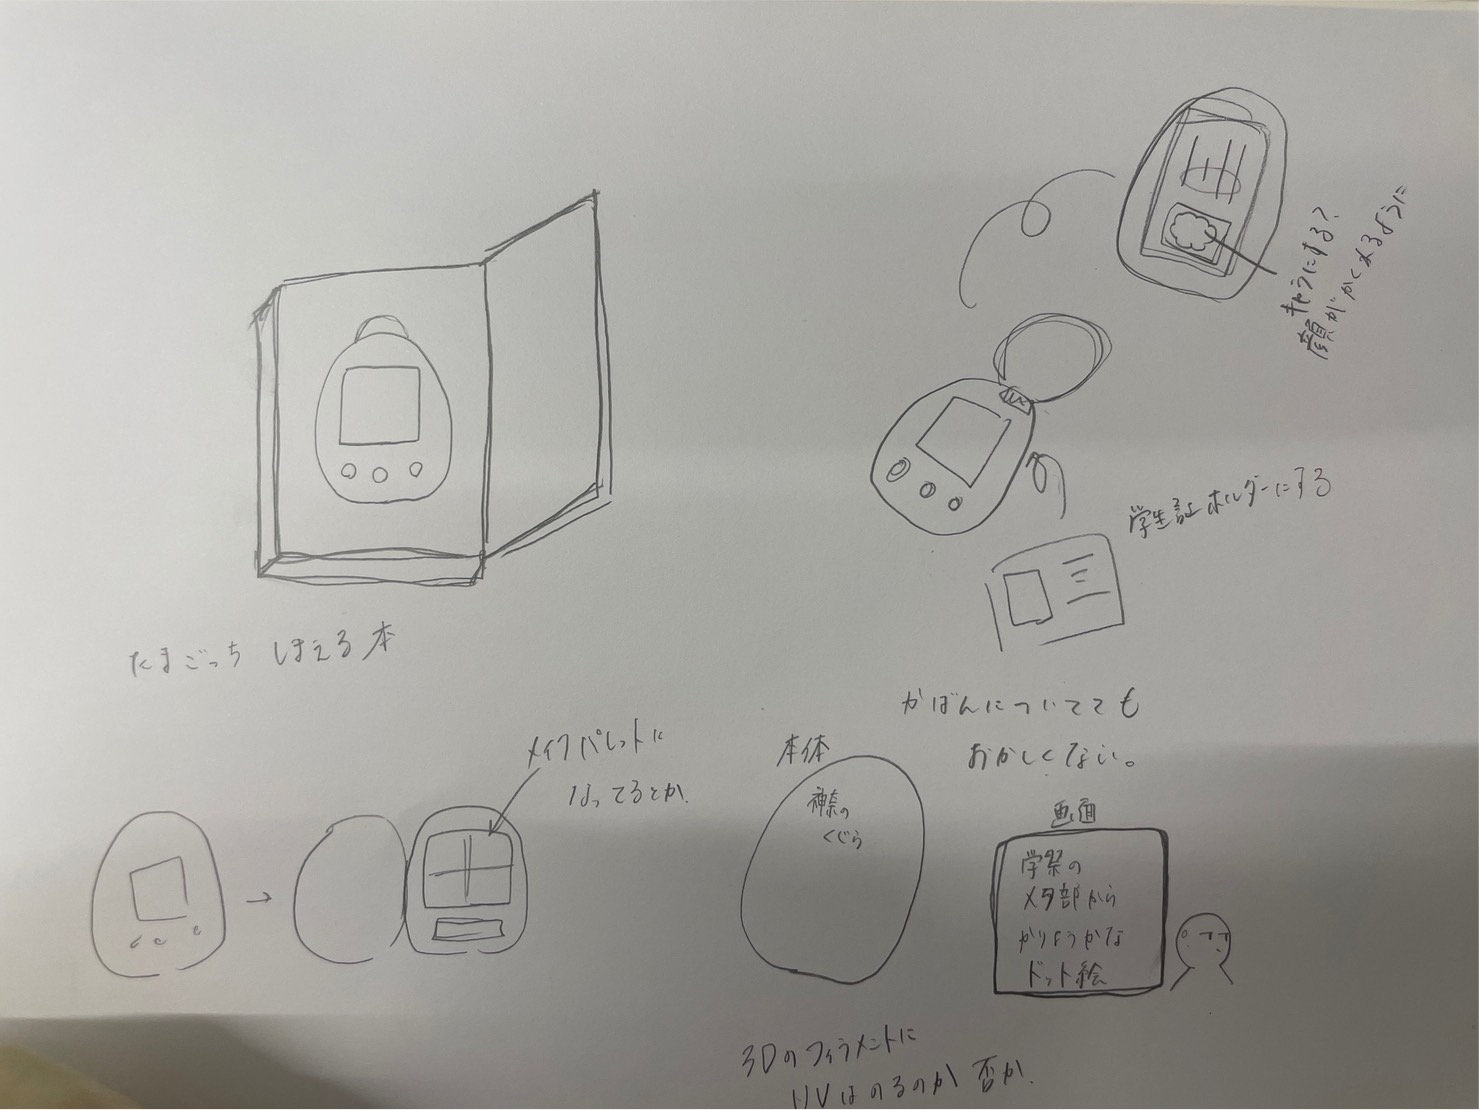 キャラにする?
顔がかくめるように
学生証ホルダーにする
たまごっち しまえる本
かばんについてても
おかしくない。
メイクパレットに
なってるとか
本体
神奈の
くじら
画面
学祭の
メタ部から
かりようかな
ドット絵
3Dのフィラメントに
UVはのるのか 否か.